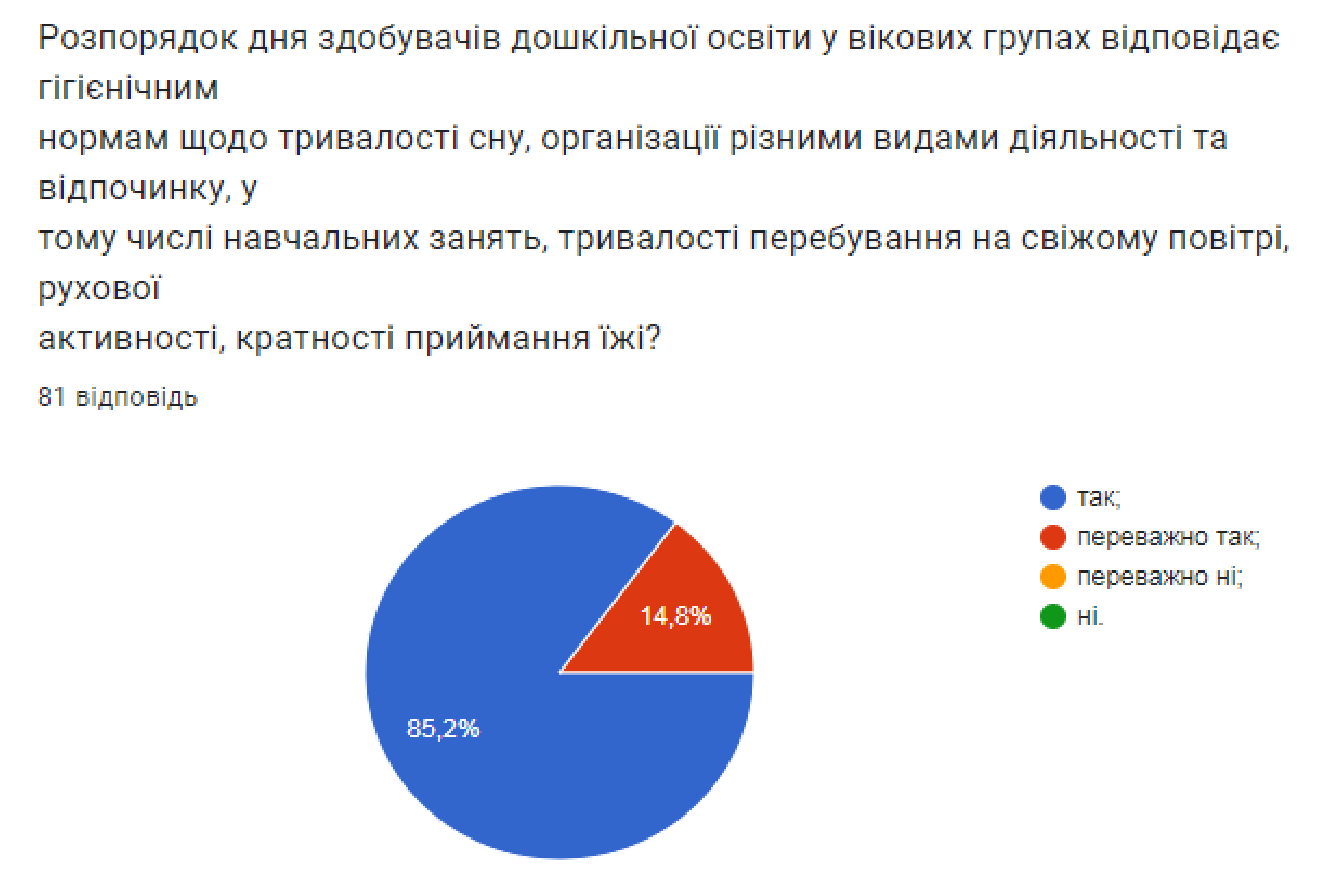 Розпорядок дня здобувачів дошкільної освіти у вікових групах відповідає
гігієнічним
нормам щодо тривалості сну, організації різними видами діяльності та
відпочинку, у
тому числі навчальних занять, тривалості перебування на свіжому повітрі,
рухової
активності, кратності приймання їжі?
81 відповідь
так;
переважно так;
переважно ні;
ні.
14,8%
85,2%